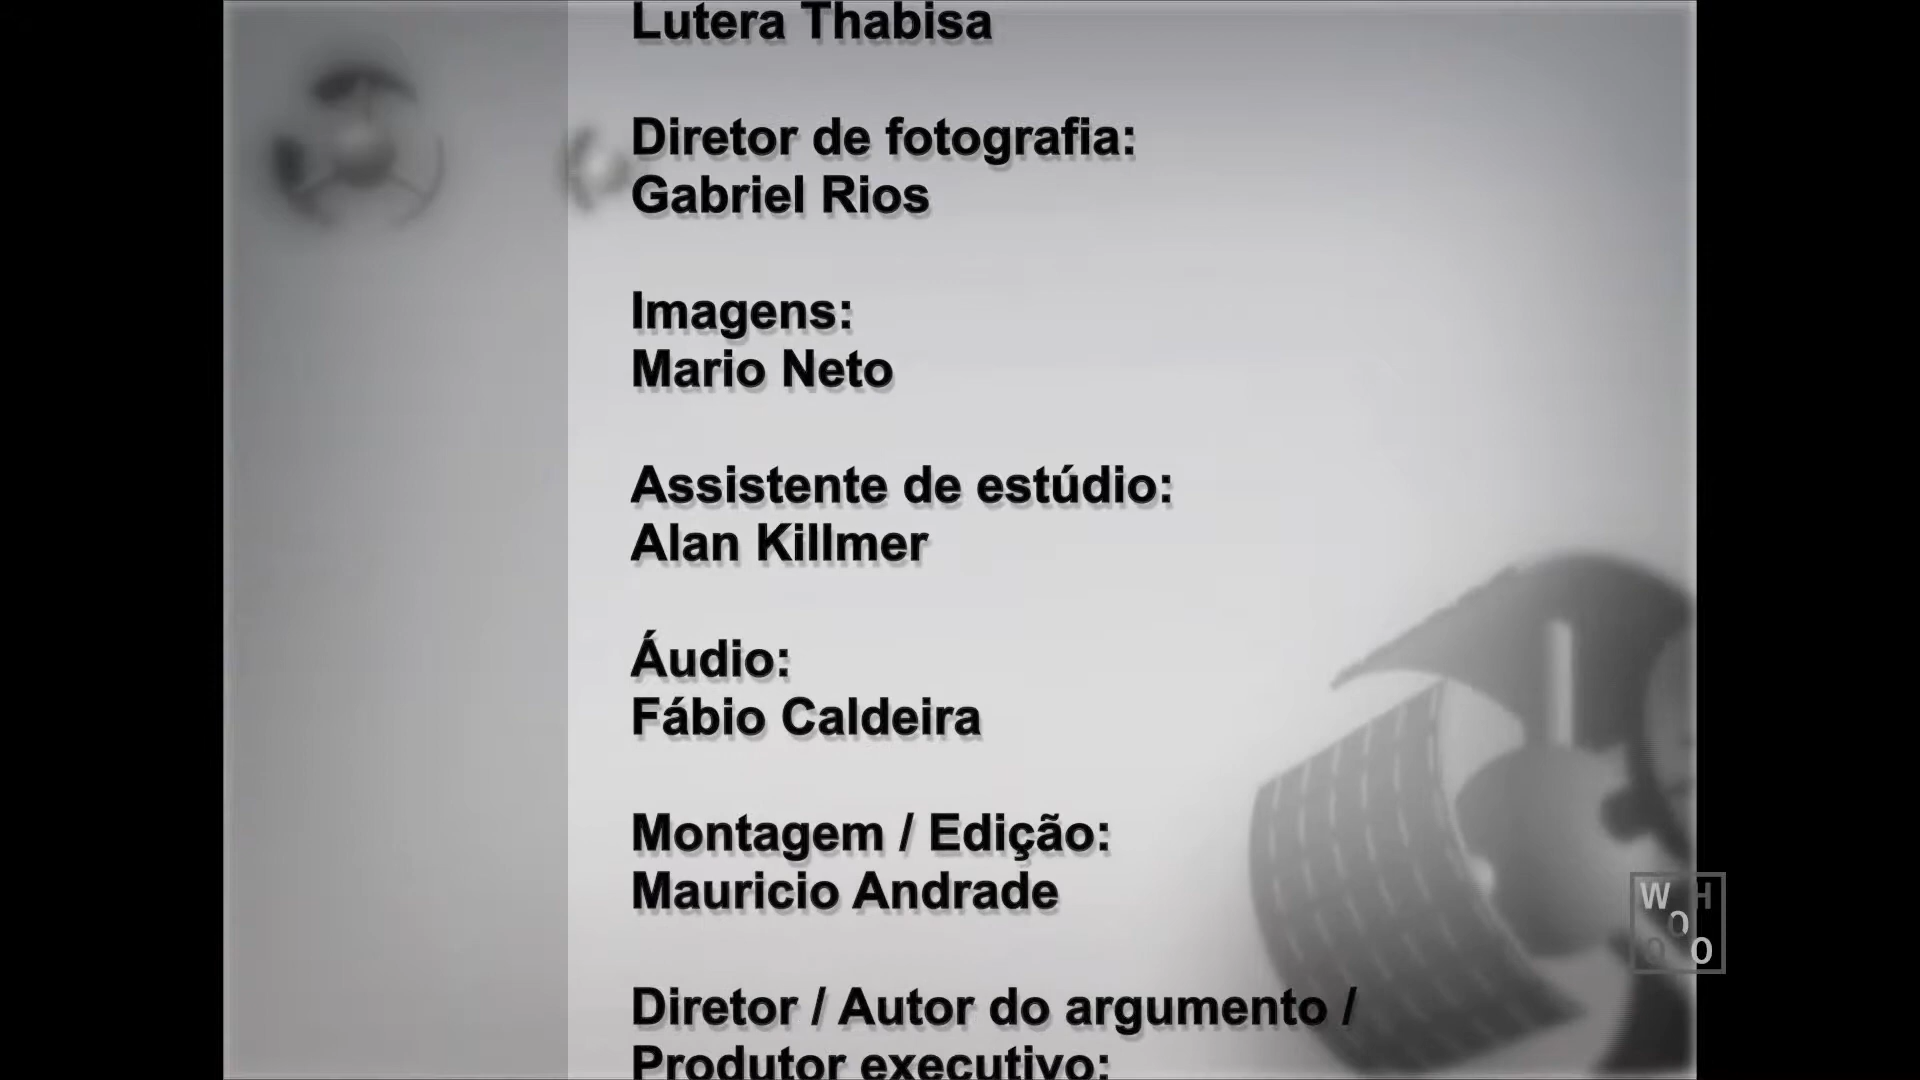 Lutera Thabisa
Diretor de fotografia:
Gabriel Rios
Imagens:
Mario Neto
Assistente de estúdio:
Alan Killmer
Áudio:
Fábio Caldeira
Montagem / Edição:
Mauricio Andrade
Diretor / Autor do argumento /
Produtor executivo:
W H
O
O O